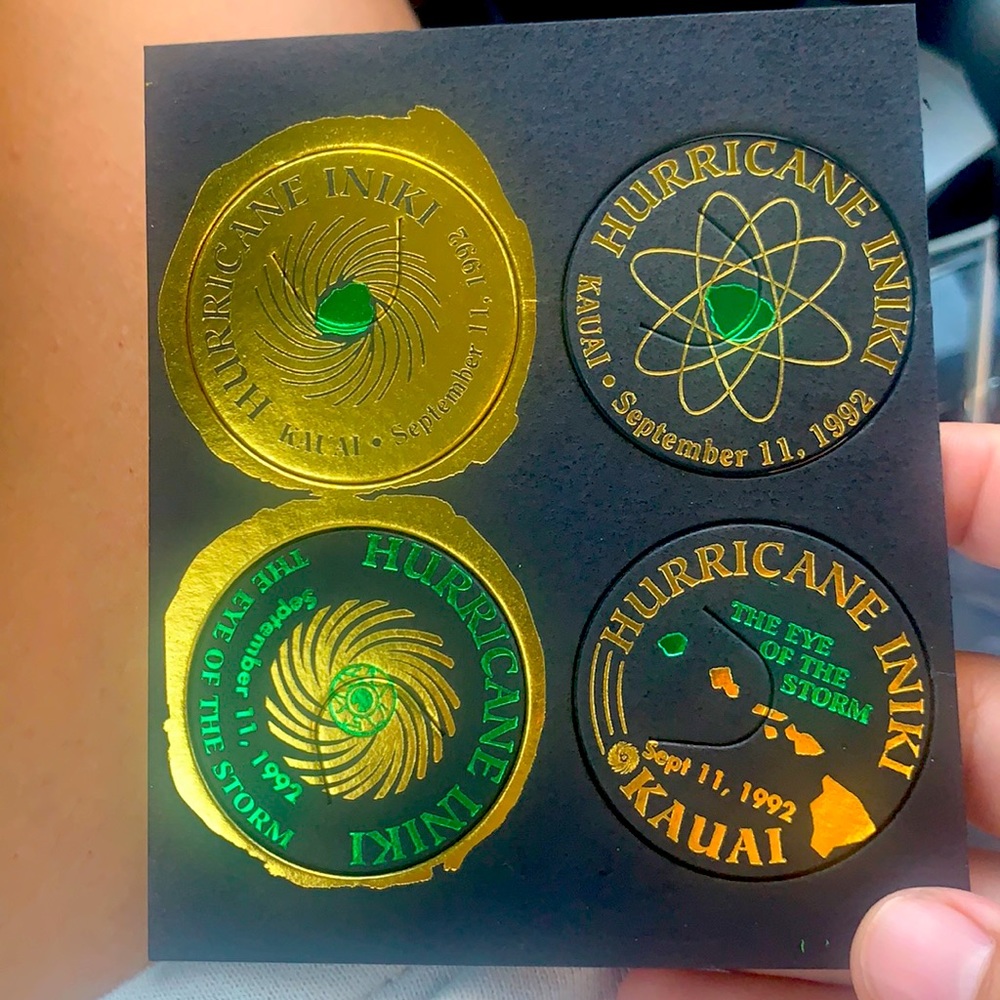 HURRICANE INIKI
KAUAI • September 11, 1992
HURRICANE INIKI
KAUAI • September 11, 1992
HURRICANE INIKI
THE EYE OF THE STORM
September 11, 1992
HURRICANE INIKI
THE EYE
OF THE
STORM
Sept 11, 1992
KAUAI